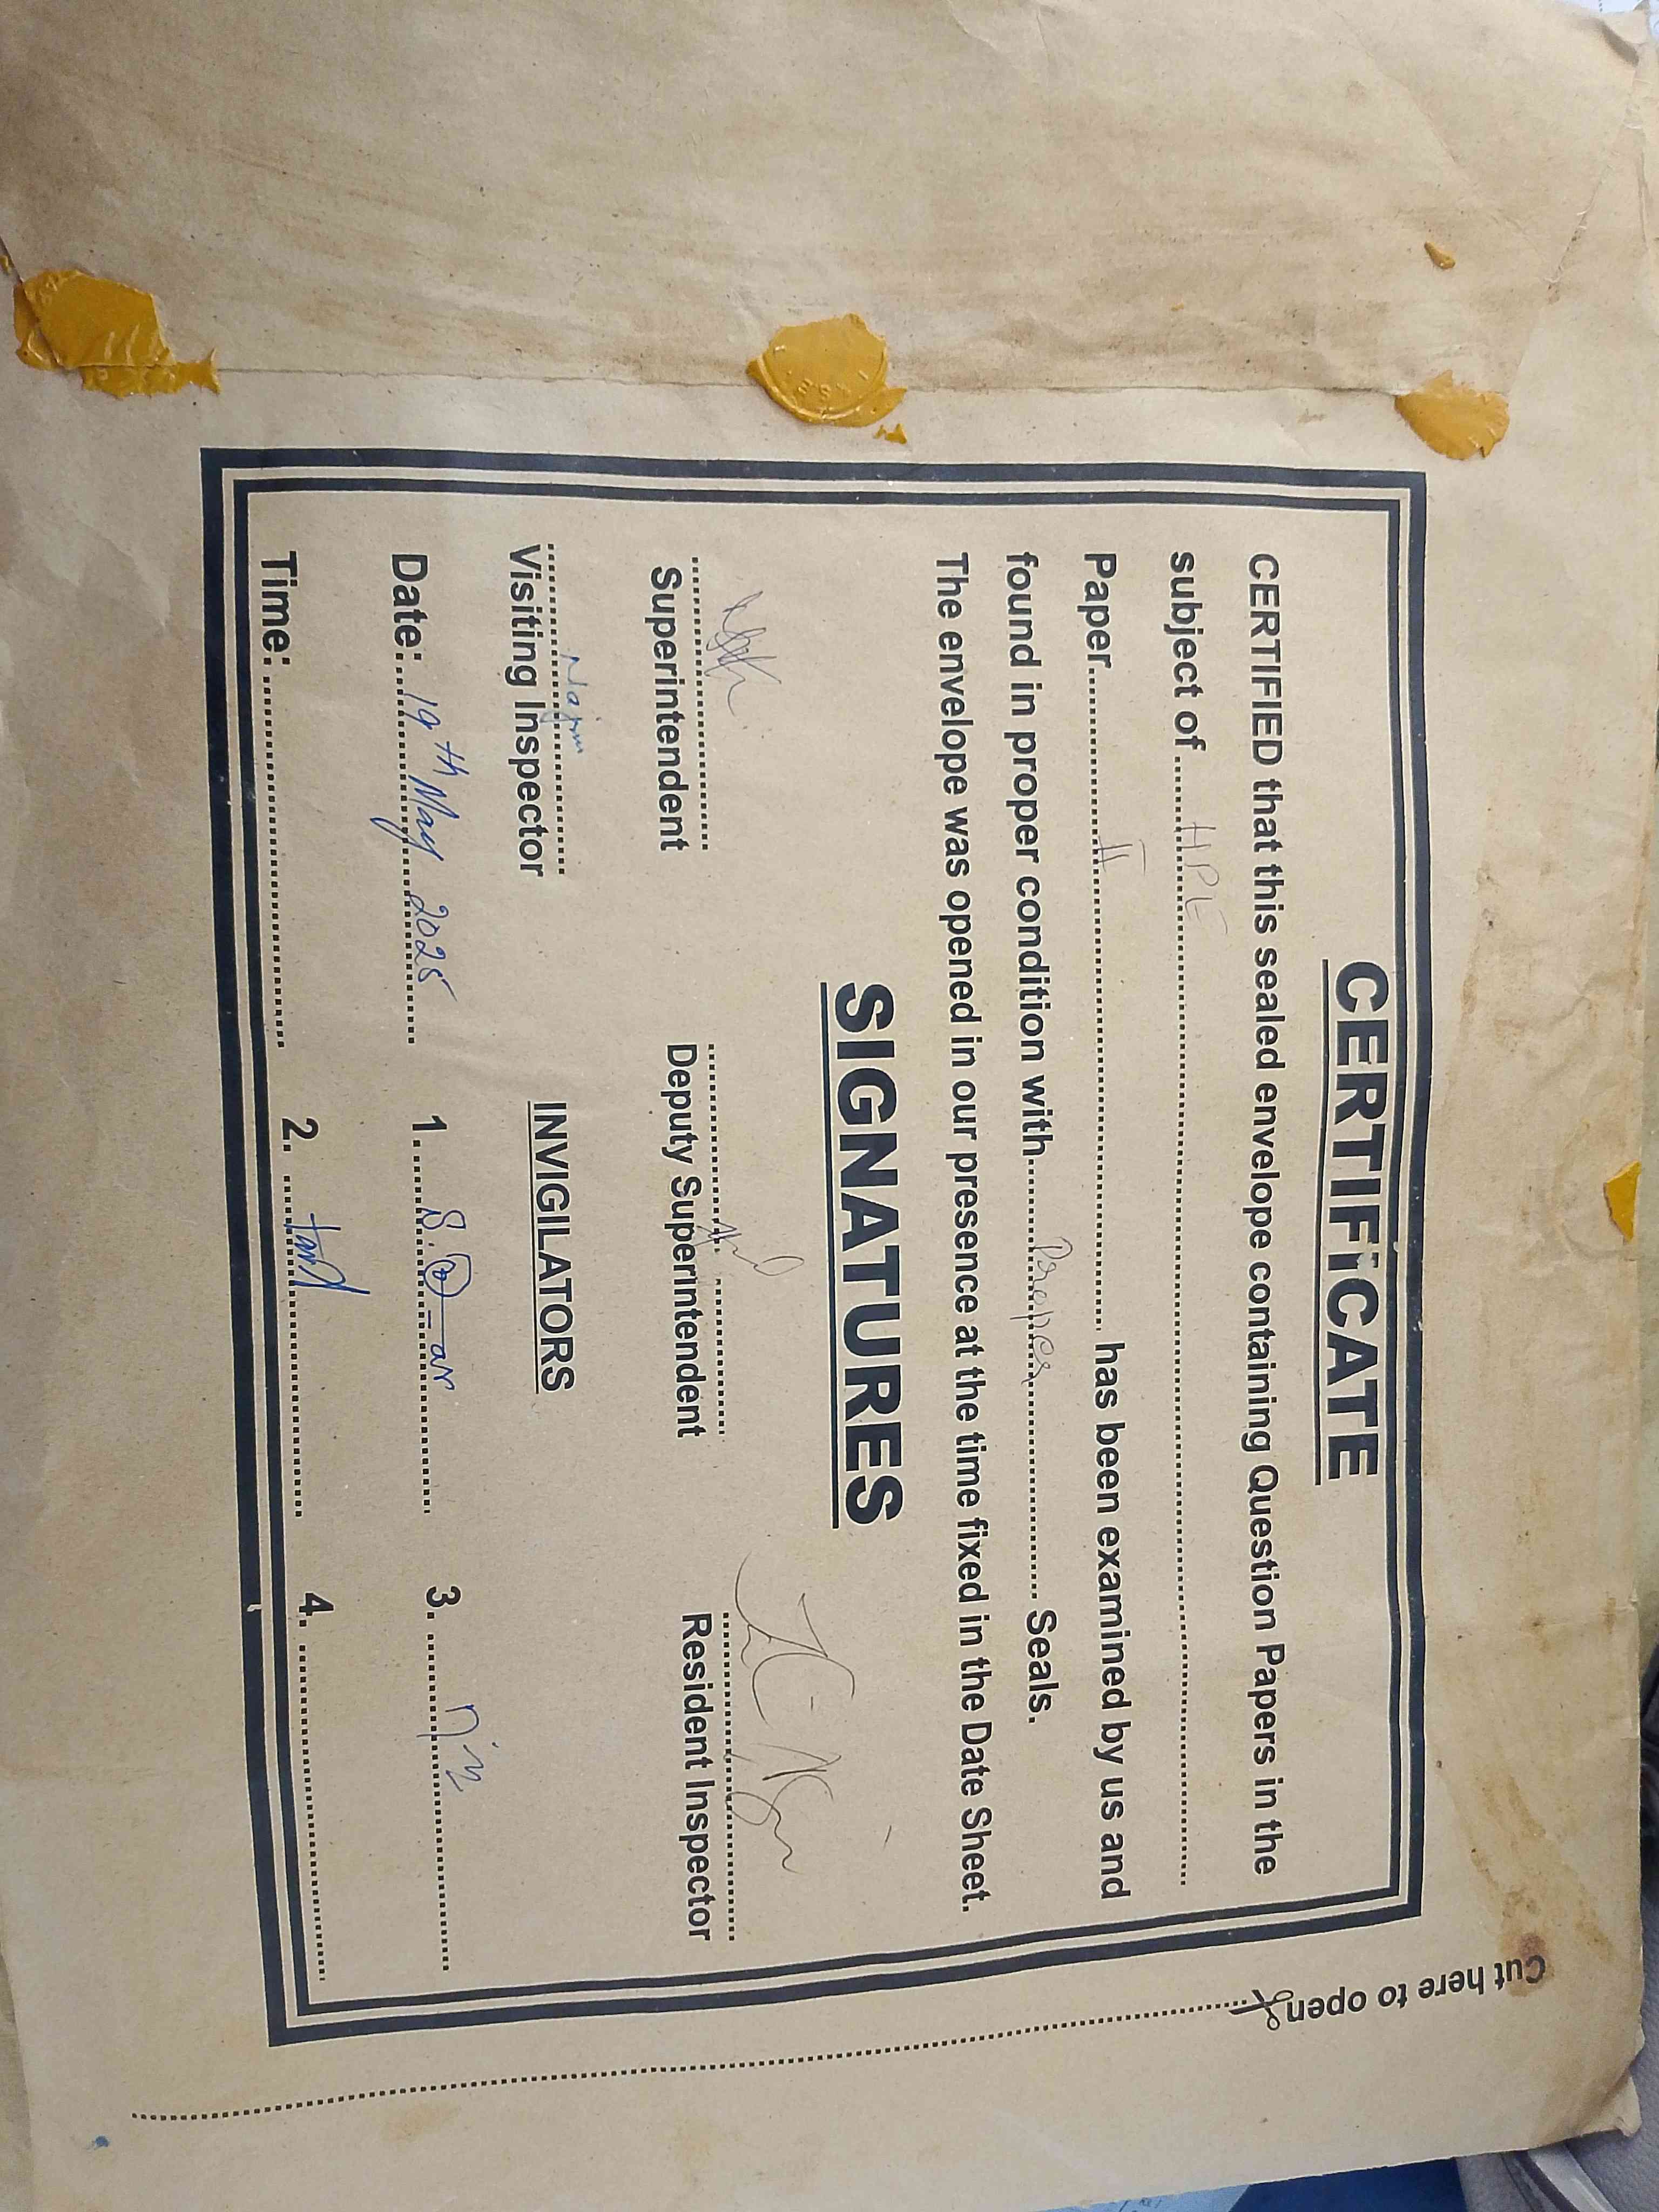 CERTIFICATE
CERTIFIED that this sealed envelope containing Question Papers in the
subject of ........ HPE ........
Paper........ II ........ has been examined by us and
found in proper condition with........ Proper ........ Seals.
The envelope was opened in our presence at the time fixed in the Date Sheet.
SIGNATURES
Superintendent Deputy Superintendent Resident Inspector
Najm
Visiting Inspector
INVIGILATORS
Date: 19th May 2025 1. 3.
Time: 2. 4.
Cut here to open